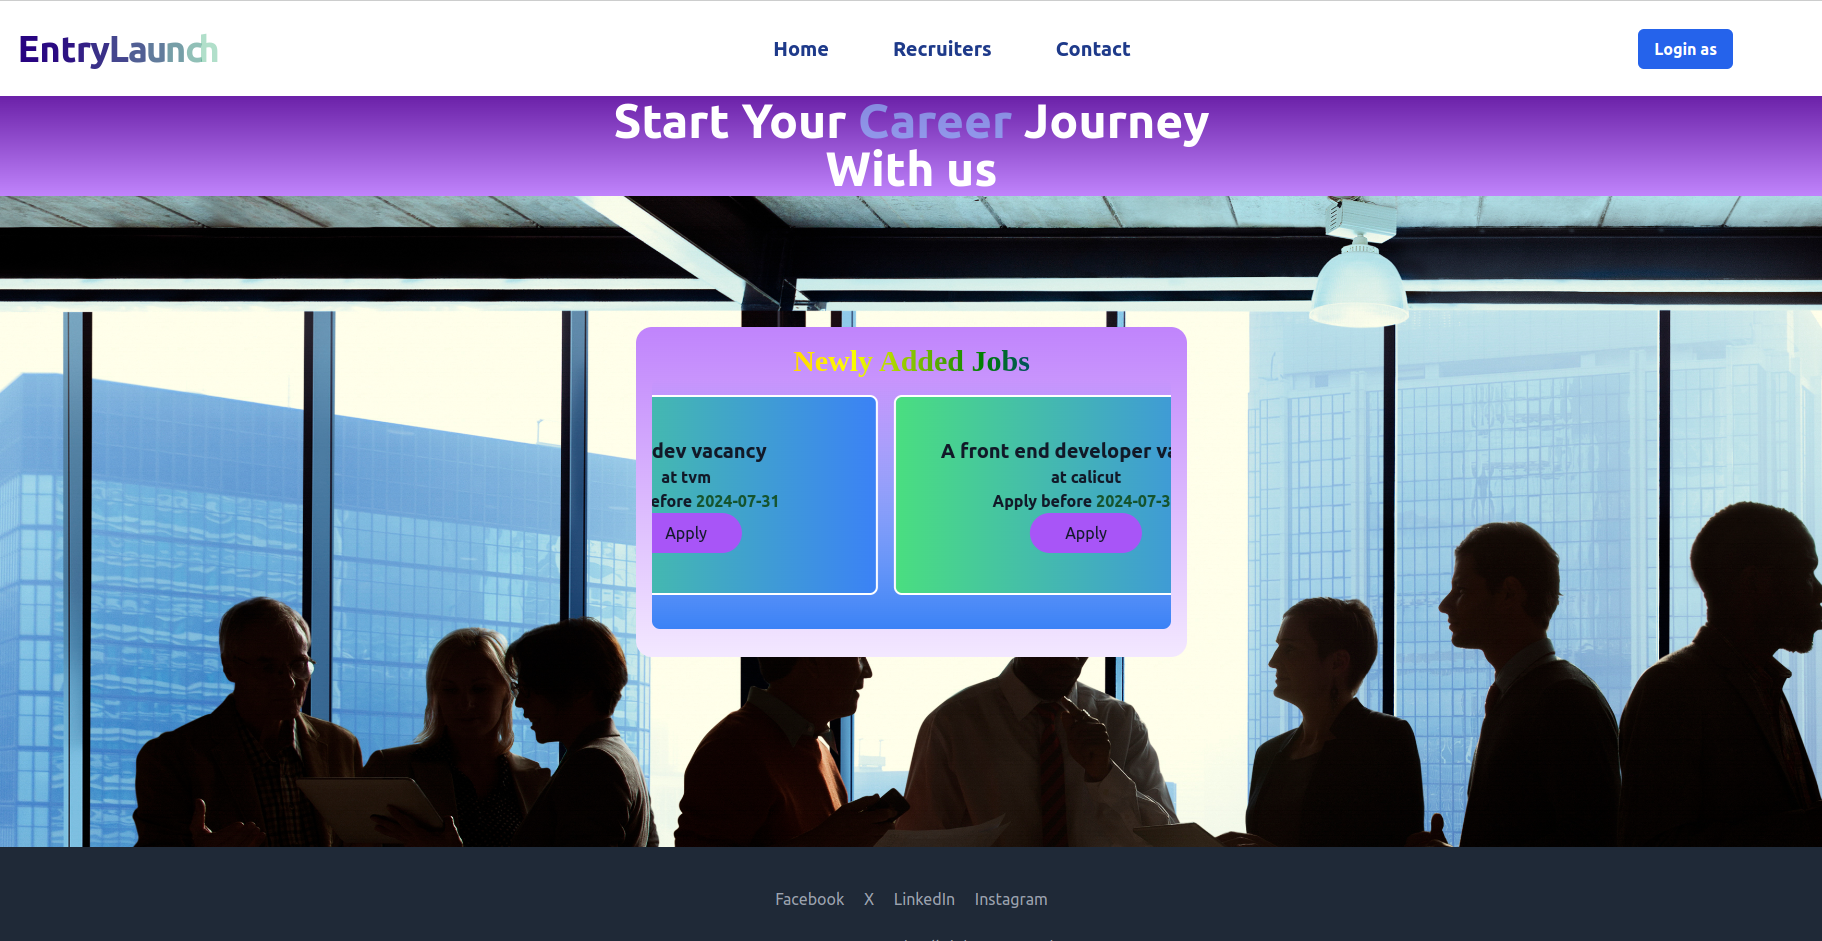 EntryLaunch
Home Recruiters Contact
Login as
Start Your Career Journey
With us
Newly Added Jobs
dev vacancy
at tvm
efore 2024-07-31
Apply
A front end developer va
at calicut
Apply before 2024-07-3
Apply
Facebook X LinkedIn Instagram